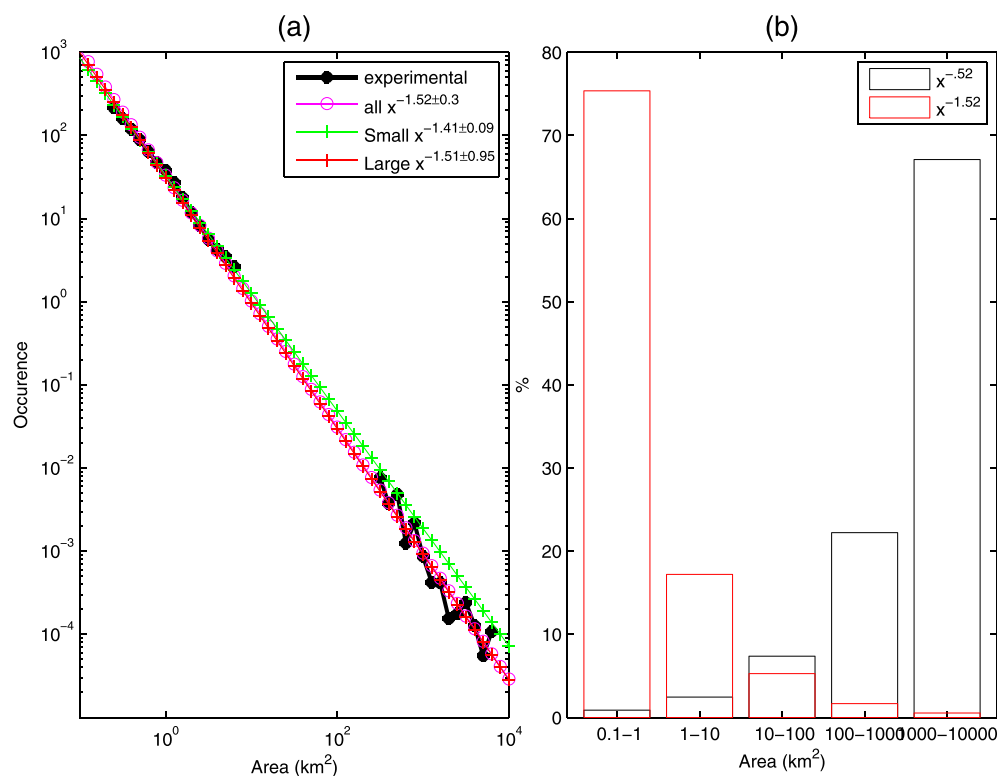 (a)
10^3
10^2
10^1
10^0
10^−1
10^−2
10^−3
10^−4
Occurence
10^0
10^2
10^4
Area (km^2)
experimental
all x^−1.52±0.3
Small x^−1.41±0.09
Large x^−1.51±0.95
(b)
80
70
60
50
40
30
20
10
0
%
0.1−1
1−10
10−100
100−1000
1000−10000
Area (km^2)
x^−.52
x^−1.52